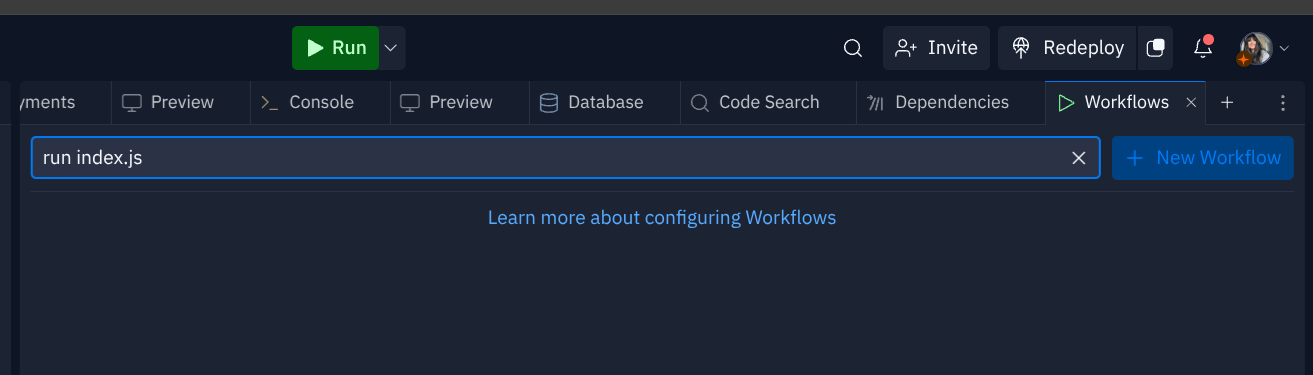 Run
Invite
Redeploy
yments
Preview
Console
Preview
Database
Code Search
Dependencies
Workflows
run index.js
New Workflow
Learn more about configuring Workflows